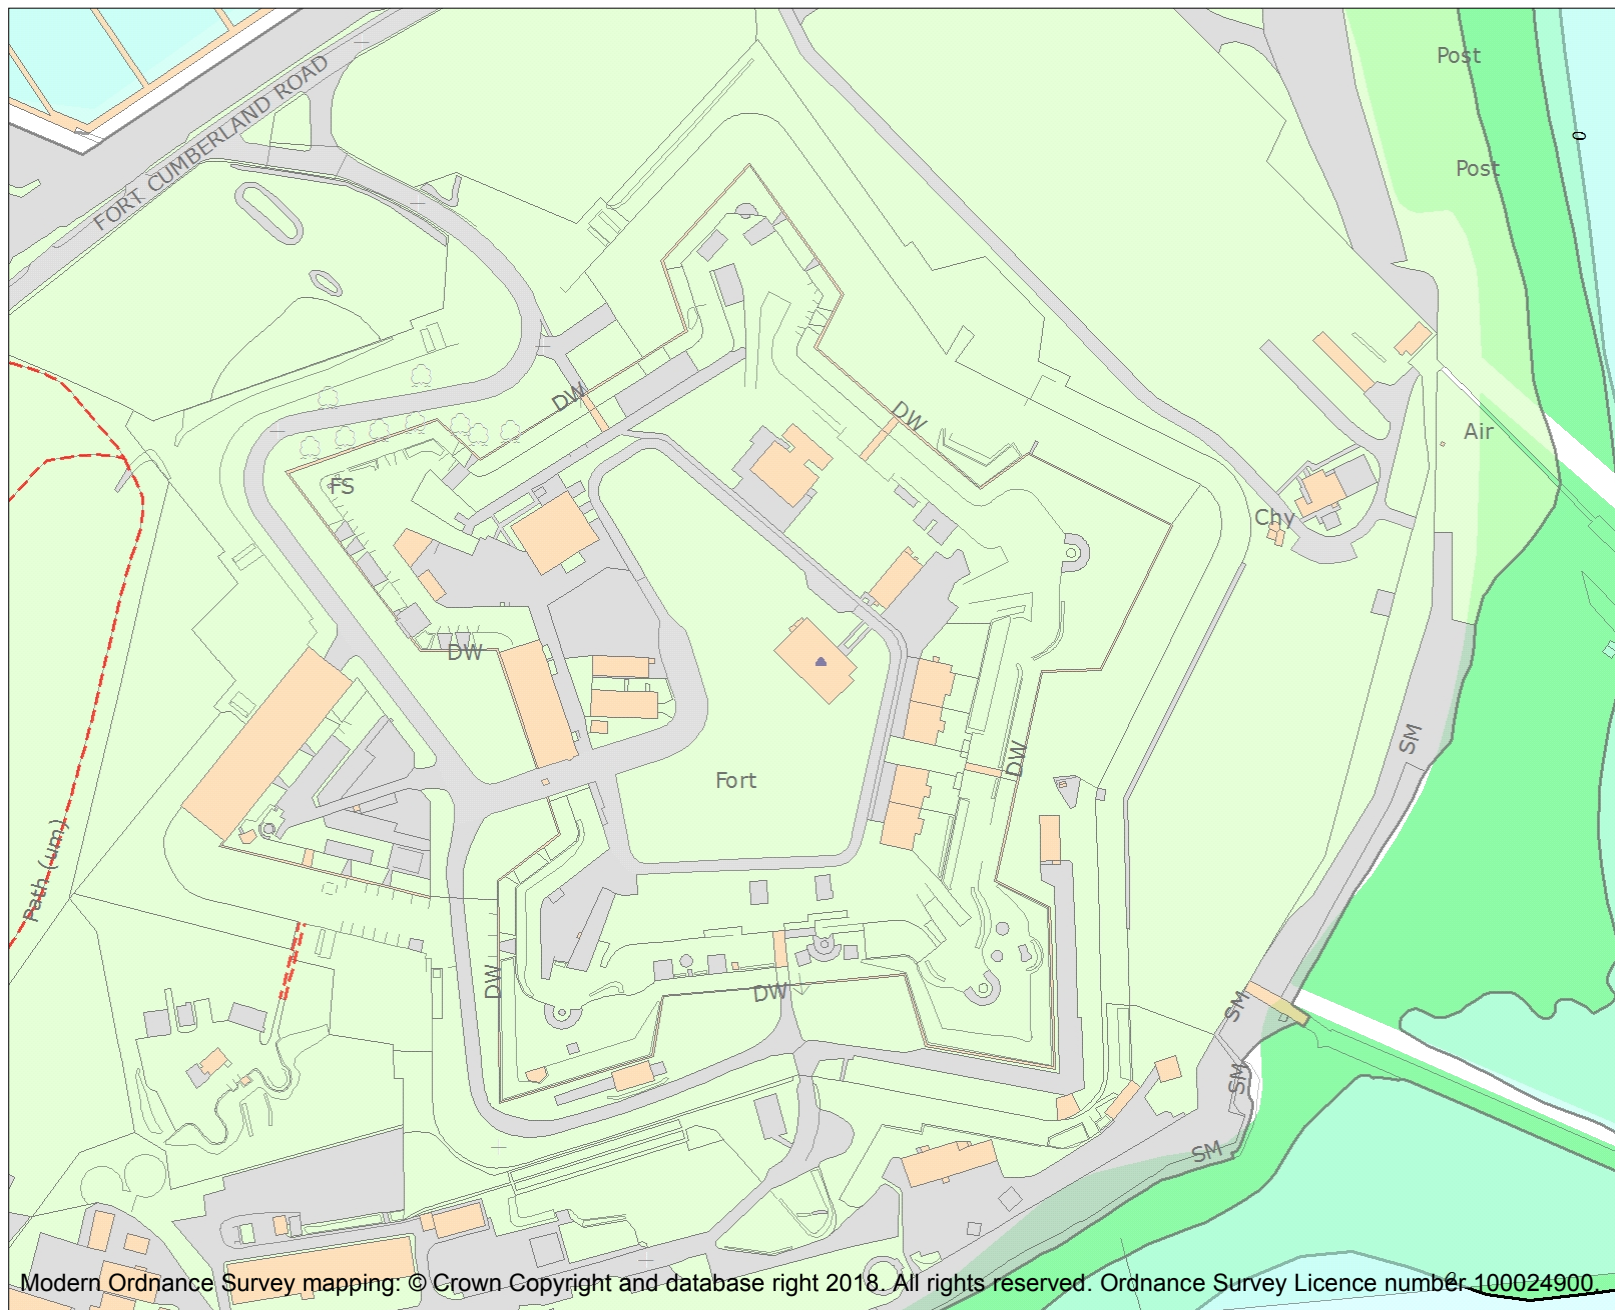 Post
FORT CUMBERLAND ROAD
0
Post
DW
DW
Air
FS
Chy
DW
SM
DW
Fort
Path (um)
DW
DW
SM
SM
SM
Modern Ordnance Survey mapping: © Crown Copyright and database right 2018. All rights reserved. Ordnance Survey Licence number 100024900.